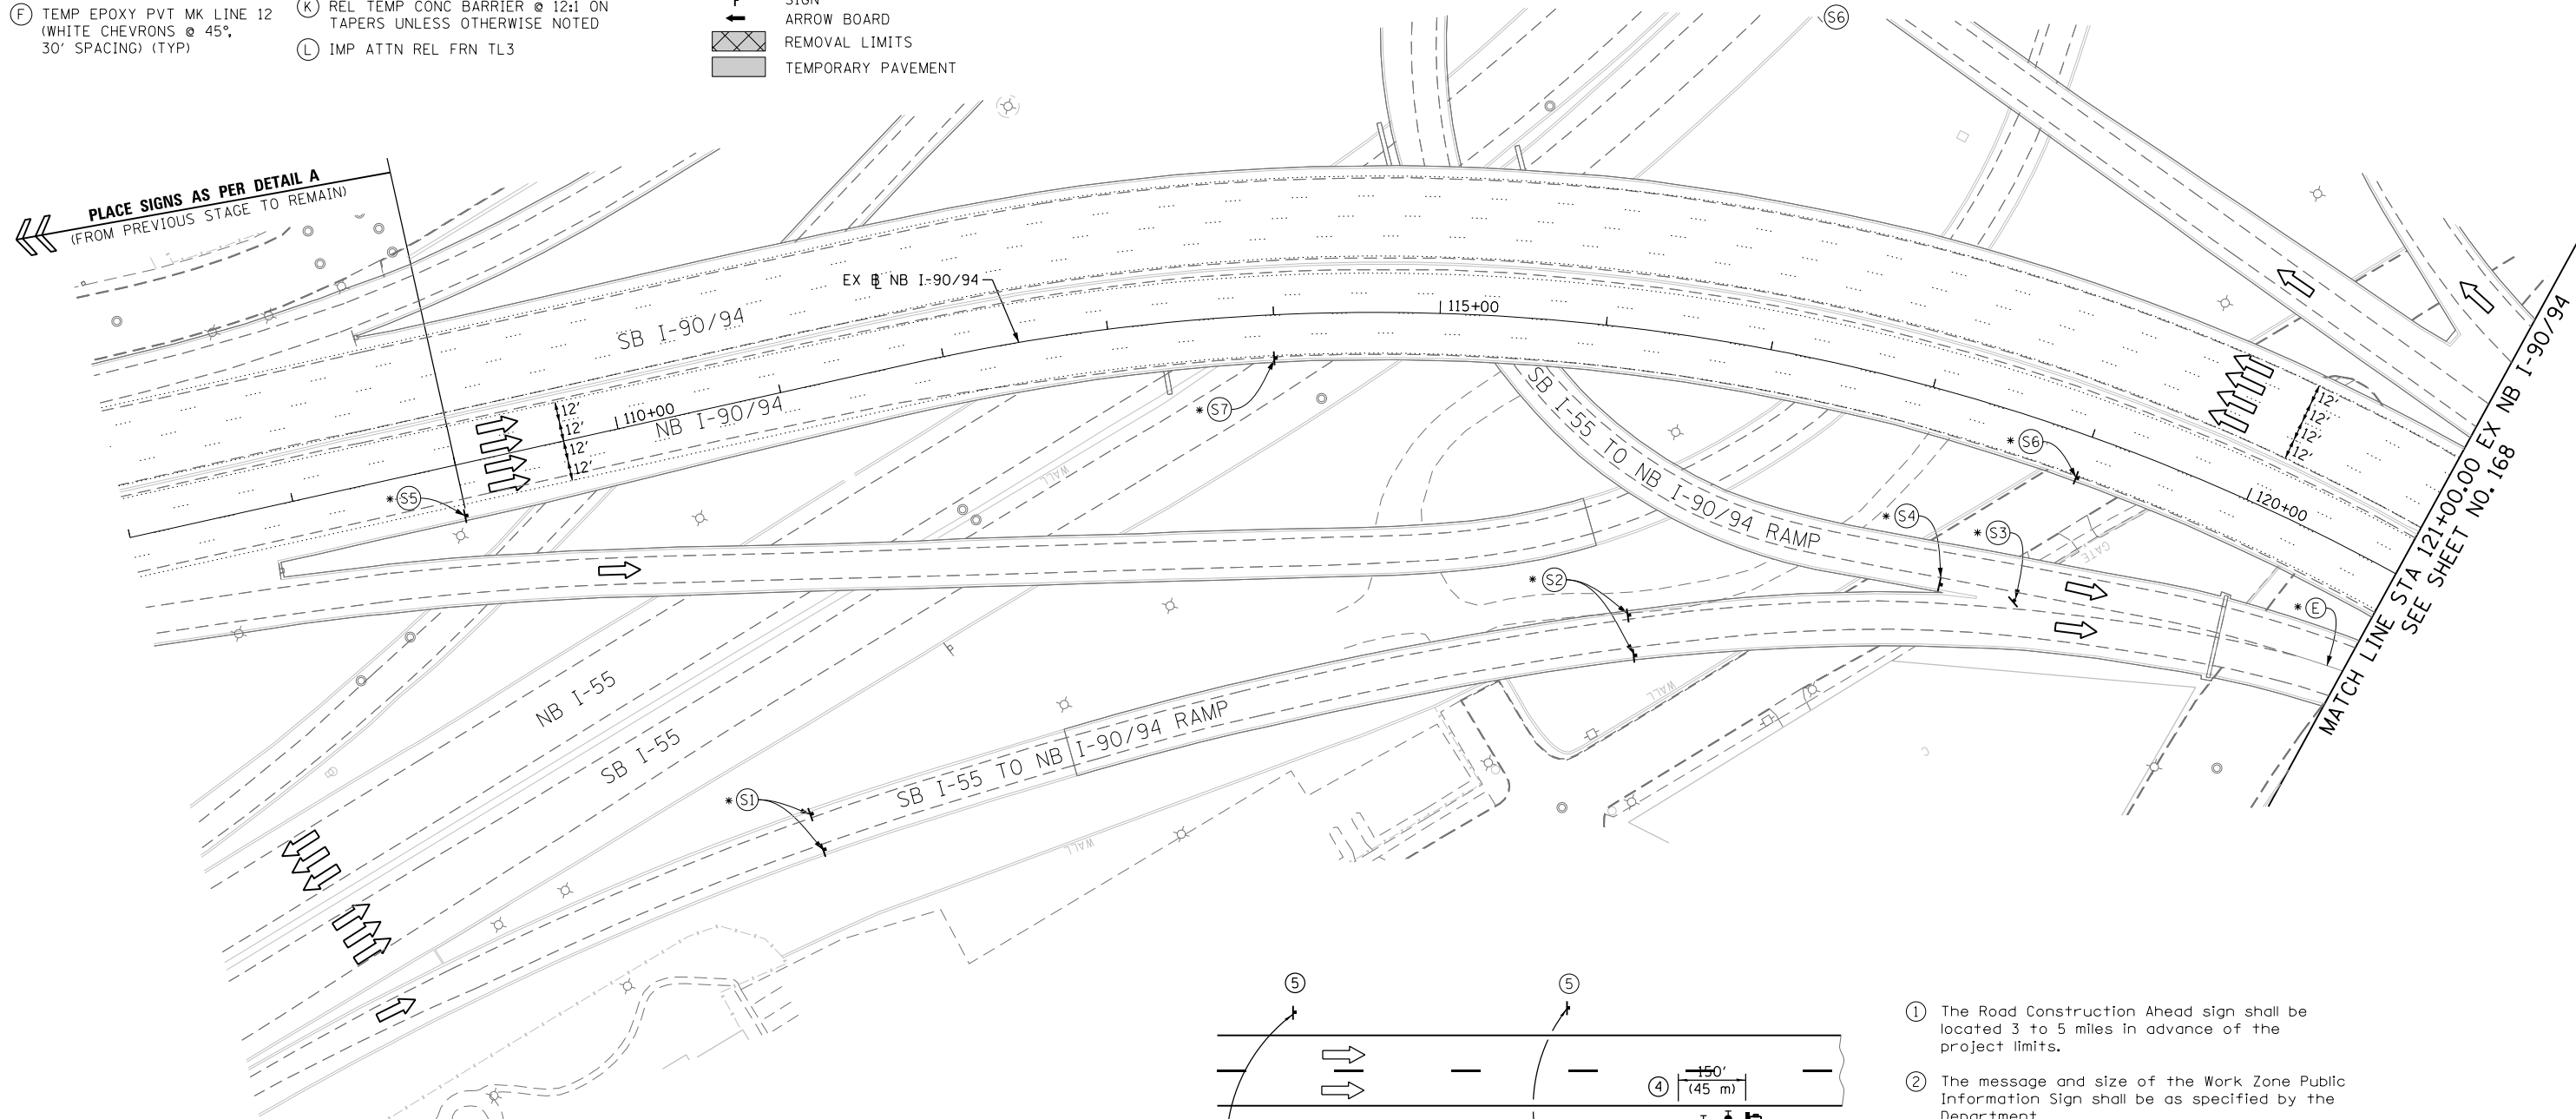 F TEMP EPOXY PVT MK LINE 12
(WHITE CHEVRONS @ 45°,
30' SPACING) (TYP)
K REL TEMP CONC BARRIER @ 12:1 ON
TAPERS UNLESS OTHERWISE NOTED
L IMP ATTN REL FRN TL3
SIGN
ARROW BOARD
REMOVAL LIMITS
TEMPORARY PAVEMENT
S6
PLACE SIGNS AS PER DETAIL A
(FROM PREVIOUS STAGE TO REMAIN)
EX B NB I-90/94
115+00
SB I-90/94
110+00
NB I-90/94
12'
12'
12'
12'
* S5
* S7
SB I-55 TO NB I-90/94 RAMP
* S6
12'
12'
12'
12'
120+00
* S4
* S3
GATE
WALL
* S2
* E
MATCH LINE STA 121+00.00 EX NB I-90/94
SEE SHEET NO. 168
P
NB I-55
SB I-55
WALL
SB I-55 TO NB I-90/94 RAMP
* S1
WALL
C
5
5
4
150'
(45 m)
1 The Road Construction Ahead sign shall be
located 3 to 5 miles in advance of the
project limits.
2 The message and size of the Work Zone Public
Information Sign shall be as specified by the
Department